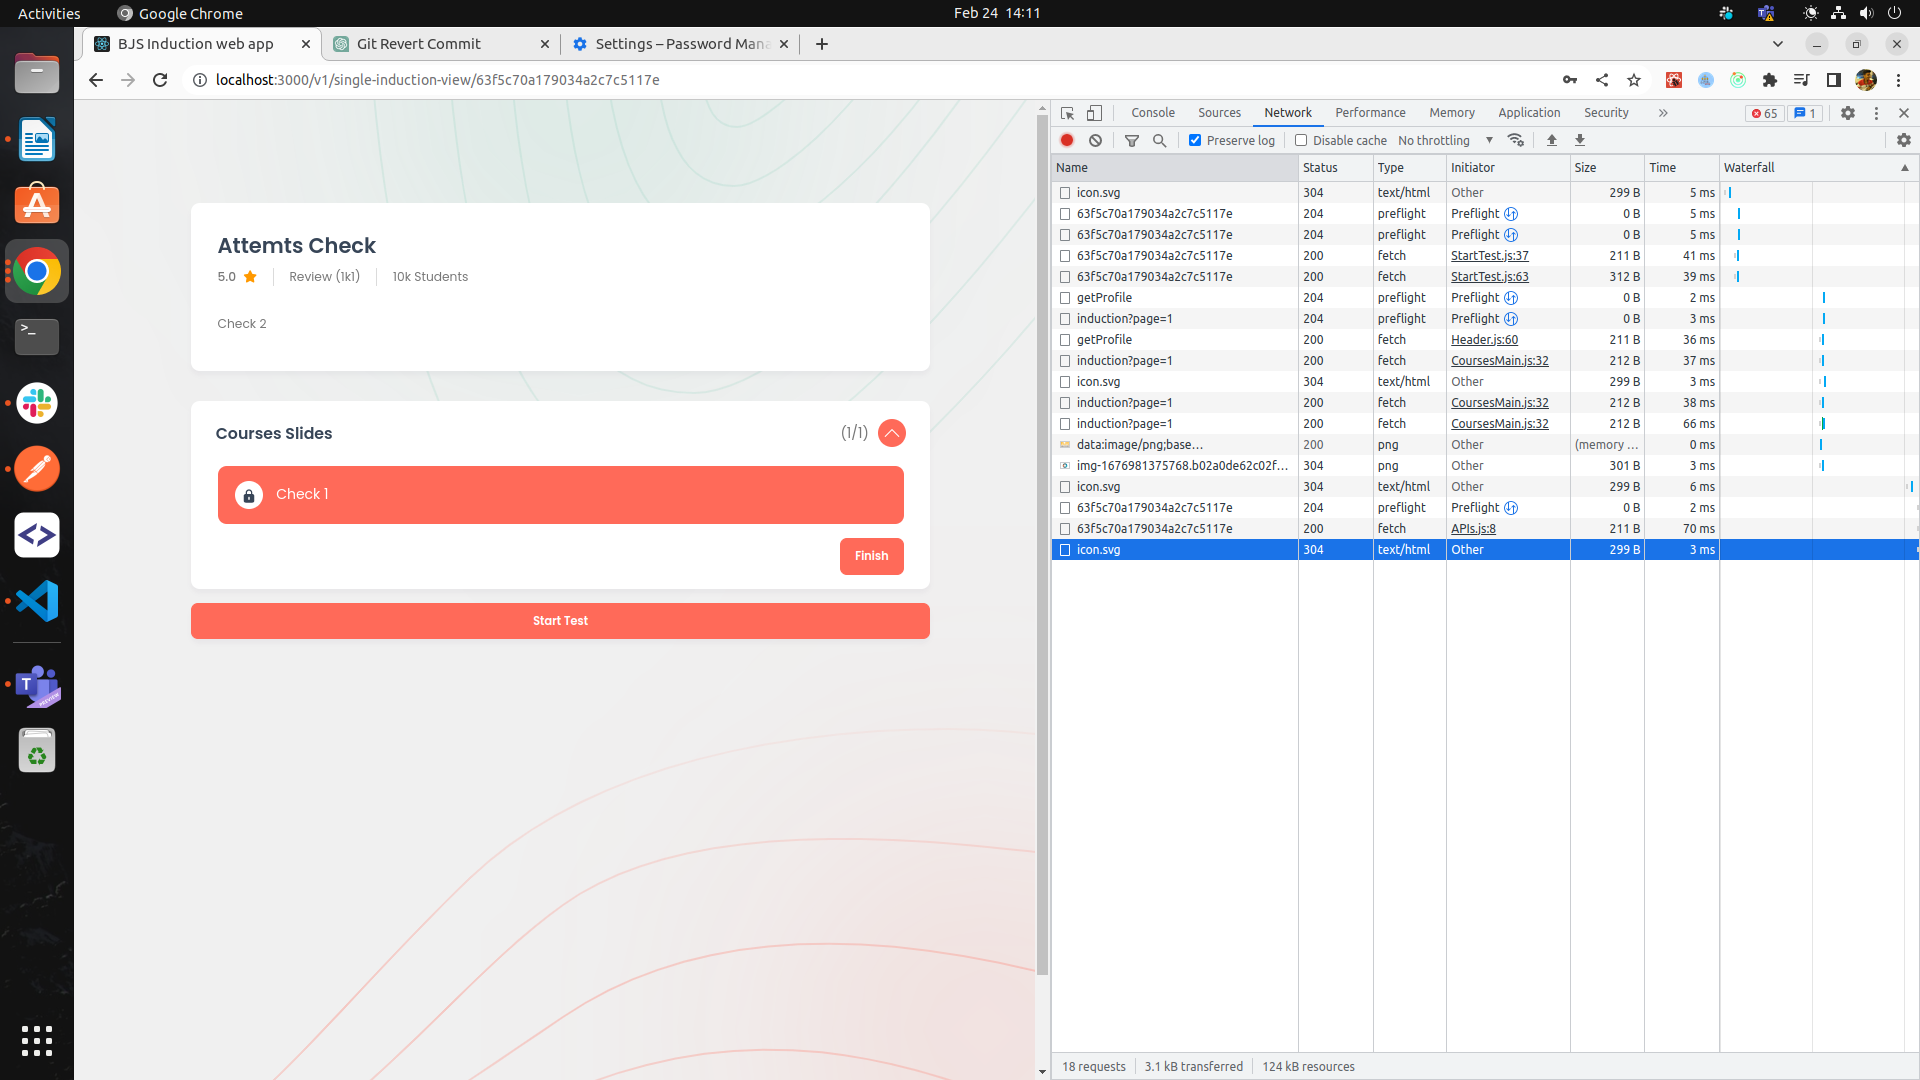 Activities
Google Chrome
Feb 24 14:11
BJS Induction web app
Git Revert Commit
Settings – Password Mana
localhost:3000/v1/single-induction-view/63f5c70a179034a2c7c5117e
Attemts Check
5.0
Review (1k1)
10k Students
Check 2
Courses Slides
(1/1)
Check 1
Finish
Start Test
Console
Sources
Network
Performance
Memory
Application
Security
65
1
Preserve log
Disable cache
No throttling
Name Status Type Initiator Size Time Waterfall
icon.svg 304 text/html Other 299 B 5 ms
63f5c70a179034a2c7c5117e 204 preflight Preflight 0 B 5 ms
63f5c70a179034a2c7c5117e 204 preflight Preflight 0 B 5 ms
63f5c70a179034a2c7c5117e 200 fetch StartTest.js:37 211 B 41 ms
63f5c70a179034a2c7c5117e 200 fetch StartTest.js:63 312 B 39 ms
getProfile 204 preflight Preflight 0 B 2 ms
induction?page=1 204 preflight Preflight 0 B 3 ms
getProfile 200 fetch Header.js:60 211 B 36 ms
induction?page=1 200 fetch CoursesMain.js:32 212 B 37 ms
icon.svg 304 text/html Other 299 B 3 ms
induction?page=1 200 fetch CoursesMain.js:32 212 B 38 ms
induction?page=1 200 fetch CoursesMain.js:32 212 B 66 ms
data:image/png;base… 200 png Other (memory … 0 ms
img-1676981375768.b02a0de62c02f… 304 png Other 301 B 3 ms
icon.svg 304 text/html Other 299 B 6 ms
63f5c70a179034a2c7c5117e 204 preflight Preflight 0 B 2 ms
63f5c70a179034a2c7c5117e 200 fetch APIs.js:8 211 B 70 ms
icon.svg 304 text/html Other 299 B 3 ms
18 requests
3.1 kB transferred
124 kB resources